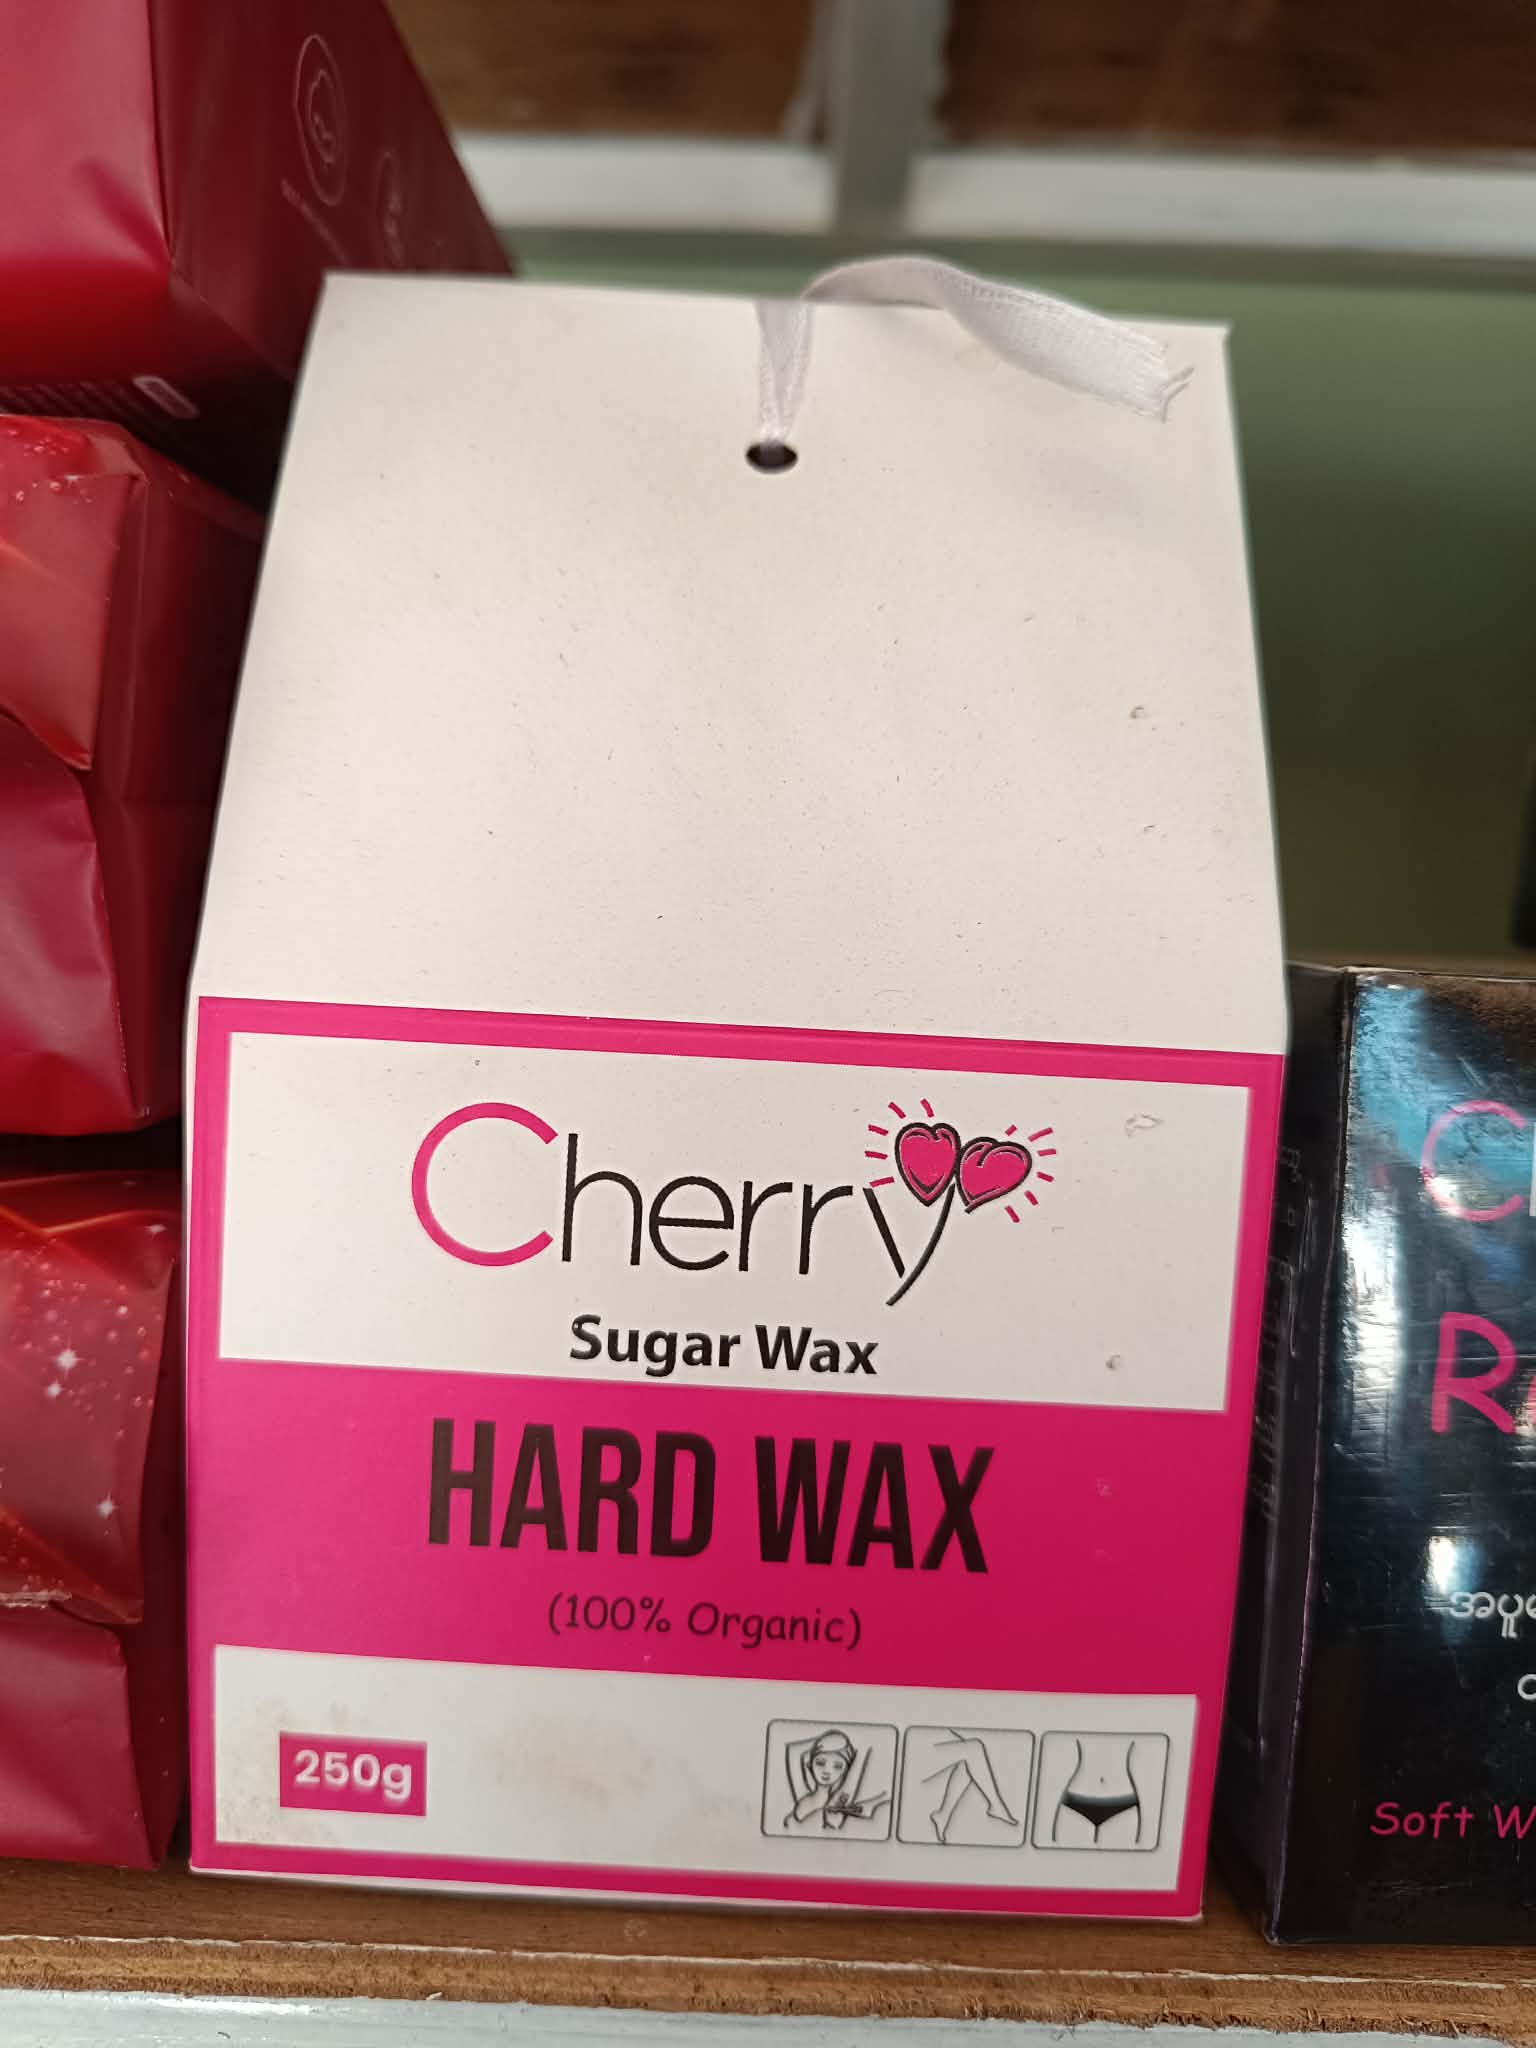 Cherry
Sugar Wax
HARD WAX
(100% Organic)
250g
Soft